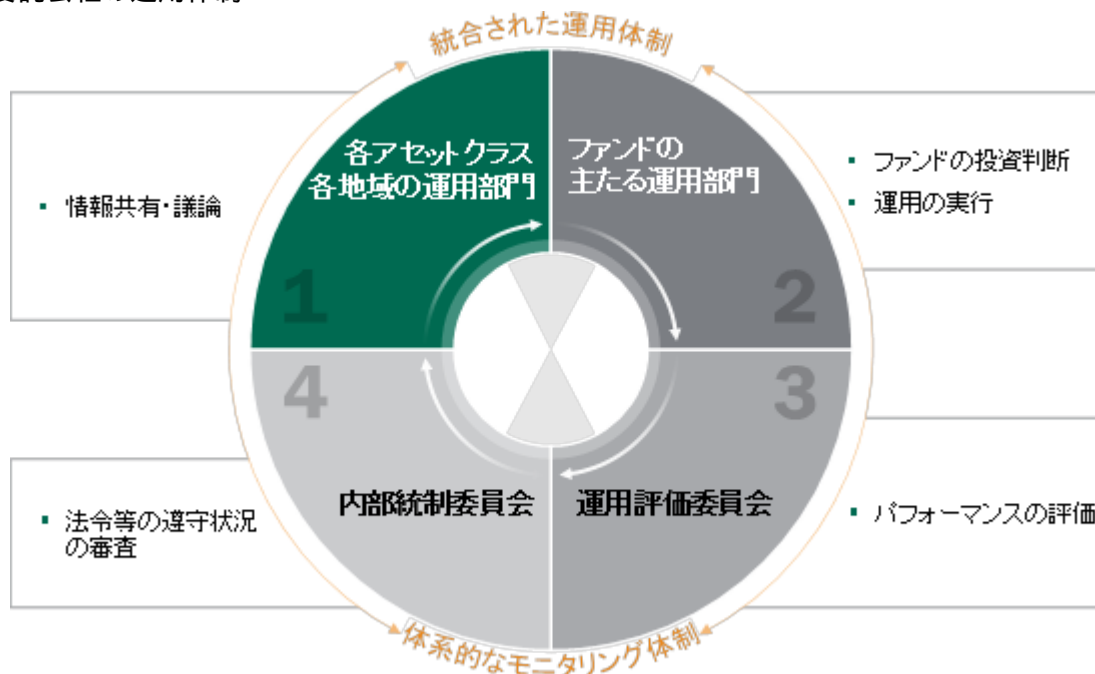 統合された運用体制
各アセットクラス
各地域の運用部門
ファンドの
主たる運用部門
・ 情報共有・議論
・ ファンドの投資判断
・ 運用の実行
1
2
4
3
内部統制委員会
運用評価委員会
・ 法令等の遵守状況
の審査
・ パフォーマンスの評価
体系的なモニタリング体制